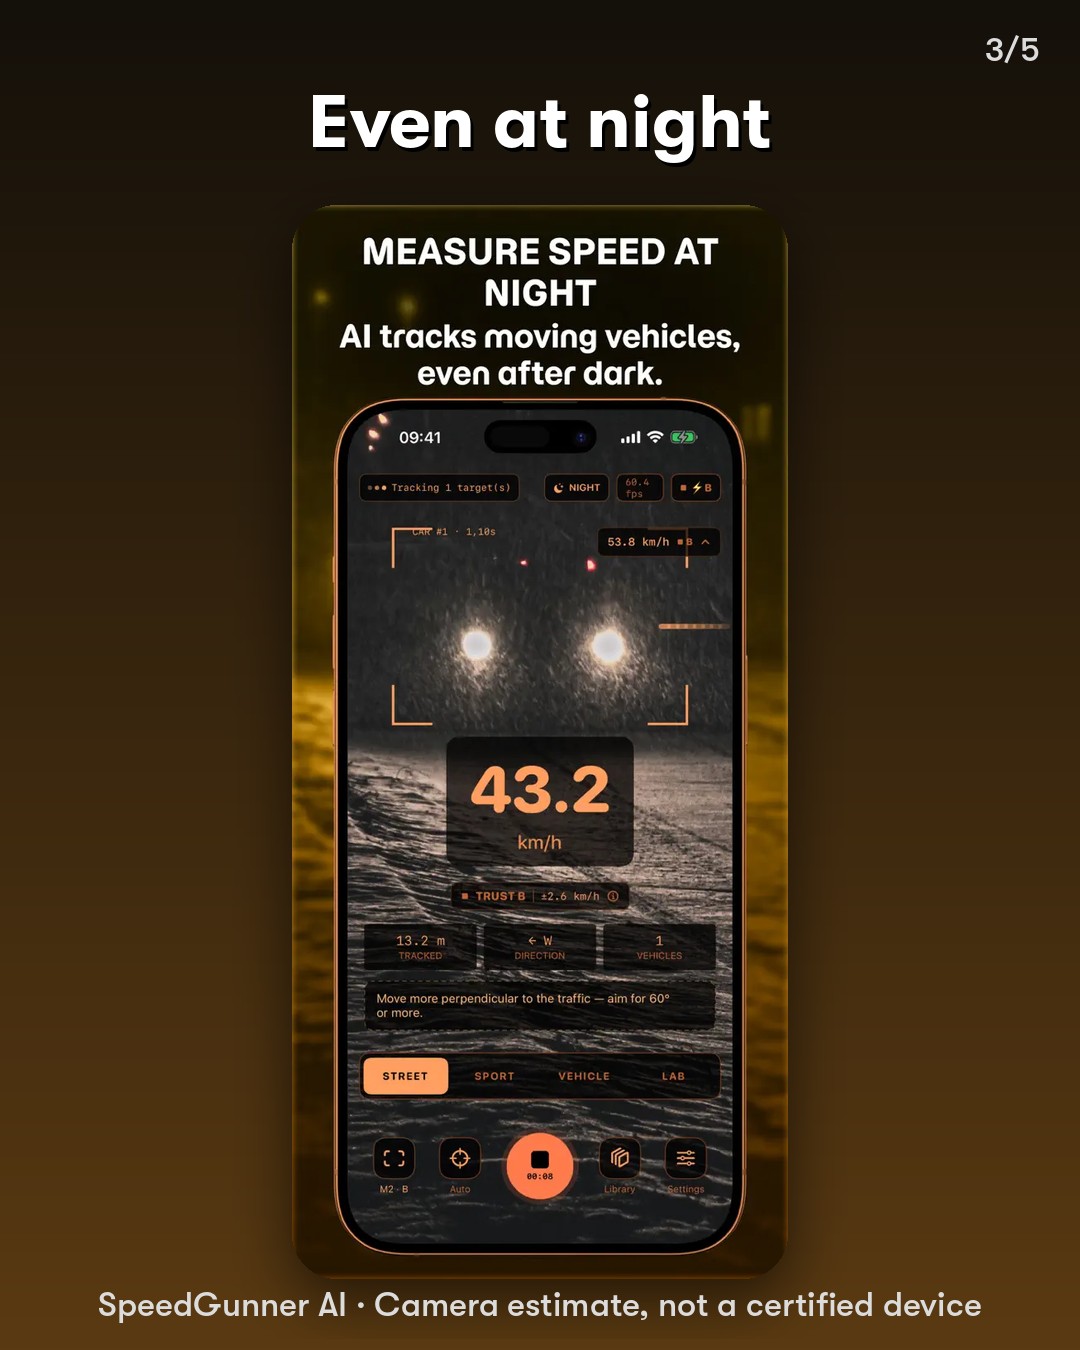 3/5
Even at night
MEASURE SPEED AT
NIGHT
AI tracks moving vehicles,
even after dark.
09:41
Tracking 1 target(s)
NIGHT
60.4
fps
B
CAR #1 · 1,10s
53.8 km/h B
43.2
km/h
TRUST B | ±2.6 km/h
13.2 m
TRACKED
← W
DIRECTION
1
VEHICLES
Move more perpendicular to the traffic — aim for 60°
or more.
STREET SPORT VEHICLE LAB
00:08
M2 · B Auto Library Settings
SpeedGunner AI · Camera estimate, not a certified device